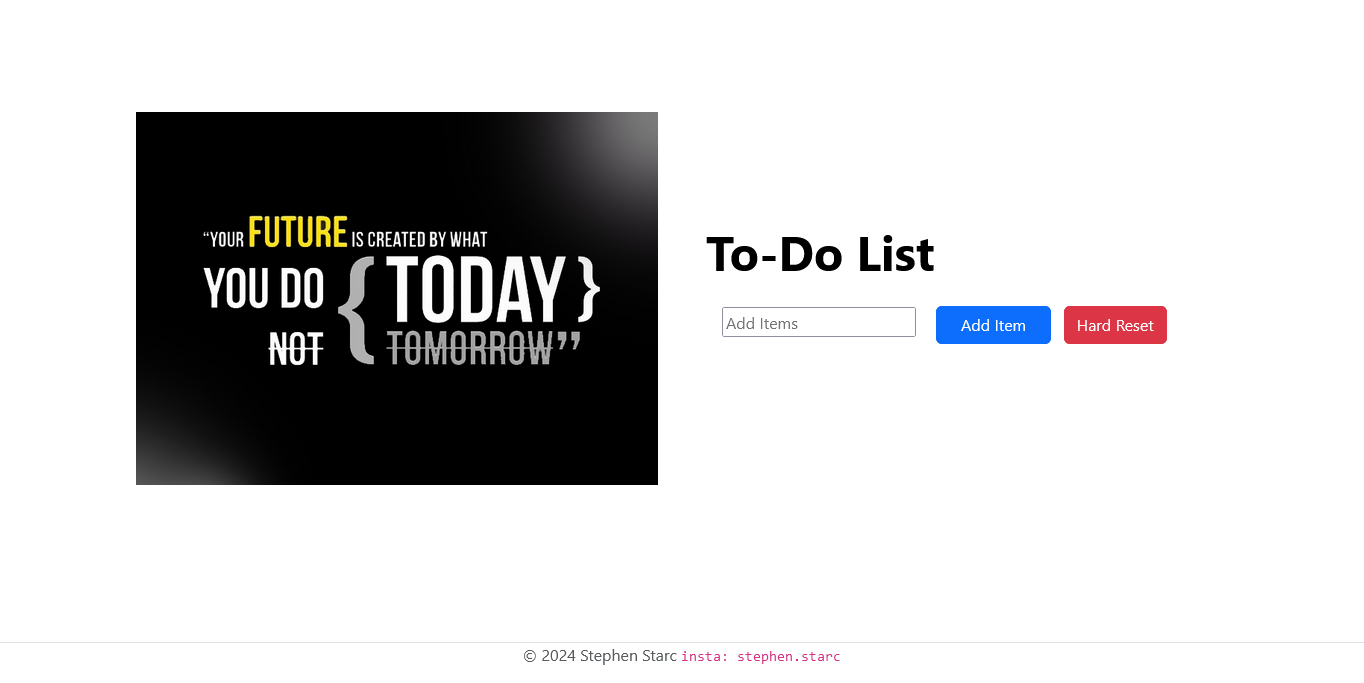 “YOUR FUTURE IS CREATED BY WHAT
YOU DO { TODAY }
NOT TOMORROW”
To-Do List
Add Items
Add Item
Hard Reset
© 2024 Stephen Starc insta: stephen.starc